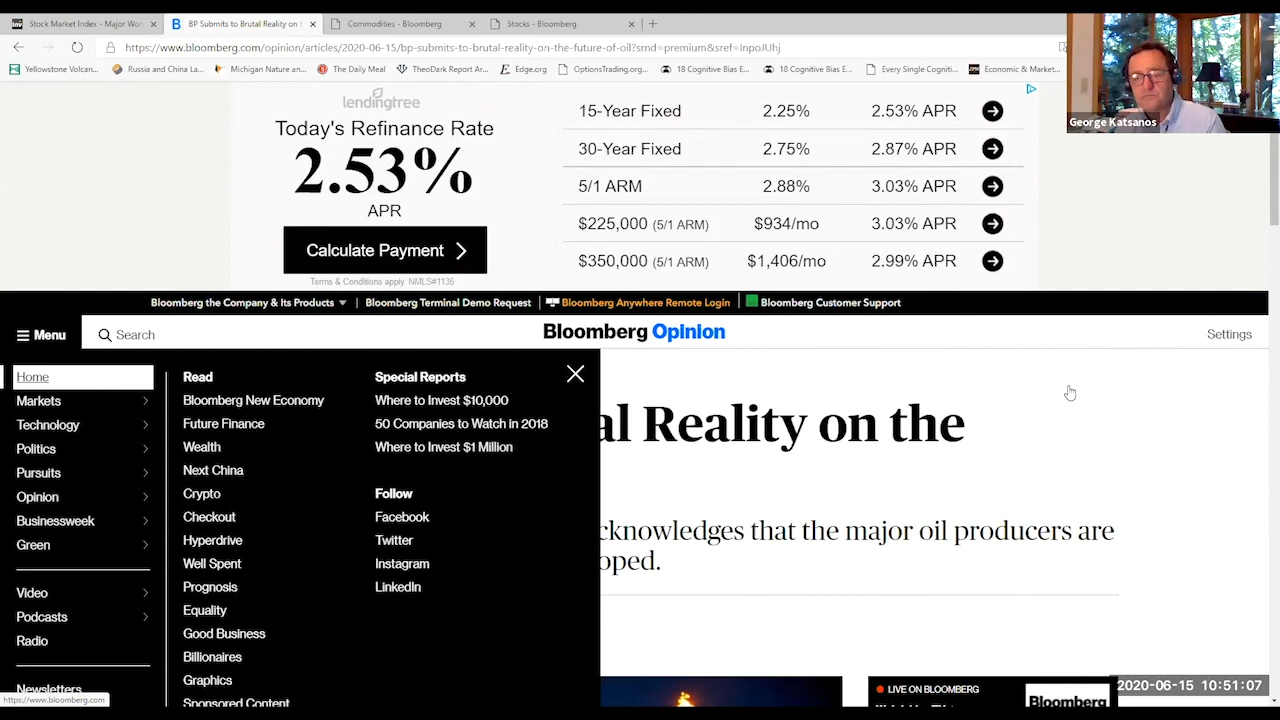 Stock Market Index - Major Wor
BP Submits to Brutal Reality on t
Commodities - Bloomberg
Stocks - Bloomberg
https://www.bloomberg.com/opinion/articles/2020-06-15/bp-submits-to-brutal-reality-on-the-future-of-oil?srnd=premium&sref=InpoJUhj
Yellowstone Volcan...
Russia and China La...
Michigan Nature an...
The Daily Meal
TheoDark Report Ar...
Edge.org
OptionsTrading.org...
18 Cognitive Bias E...
18 Cognitive Bias E...
Every Single Cogniti...
Economic & Market...
George Katsanos
lendingtree
Today's Refinance Rate
2.53%
APR
Calculate Payment
Terms & Conditions apply. NMLS#1136
15-Year Fixed 2.25% 2.53% APR
30-Year Fixed 2.75% 2.87% APR
5/1 ARM 2.88% 3.03% APR
$225,000 (5/1 ARM) $934/mo 3.03% APR
$350,000 (5/1 ARM) $1,406/mo 2.99% APR
Bloomberg the Company & Its Products | Bloomberg Terminal Demo Request | Bloomberg Anywhere Remote Login | Bloomberg Customer Support
Menu
Search
Bloomberg Opinion
Settings
Home
Markets
Technology
Politics
Pursuits
Opinion
Businessweek
Green
Video
Podcasts
Radio
Newsletters
https://www.bloomberg.com
Read
Bloomberg New Economy
Future Finance
Wealth
Next China
Crypto
Checkout
Hyperdrive
Well Spent
Prognosis
Equality
Good Business
Billionaires
Graphics
Sponsored Content
Special Reports
Where to Invest $10,000
50 Companies to Watch in 2018
Where to Invest $1 Million
Follow
Facebook
Twitter
Instagram
LinkedIn
al Reality on the
cknowledges that the major oil producers are
oped.
LIVE ON BLOOMBERG
Bloomberg
2020-06-15 10:51:07